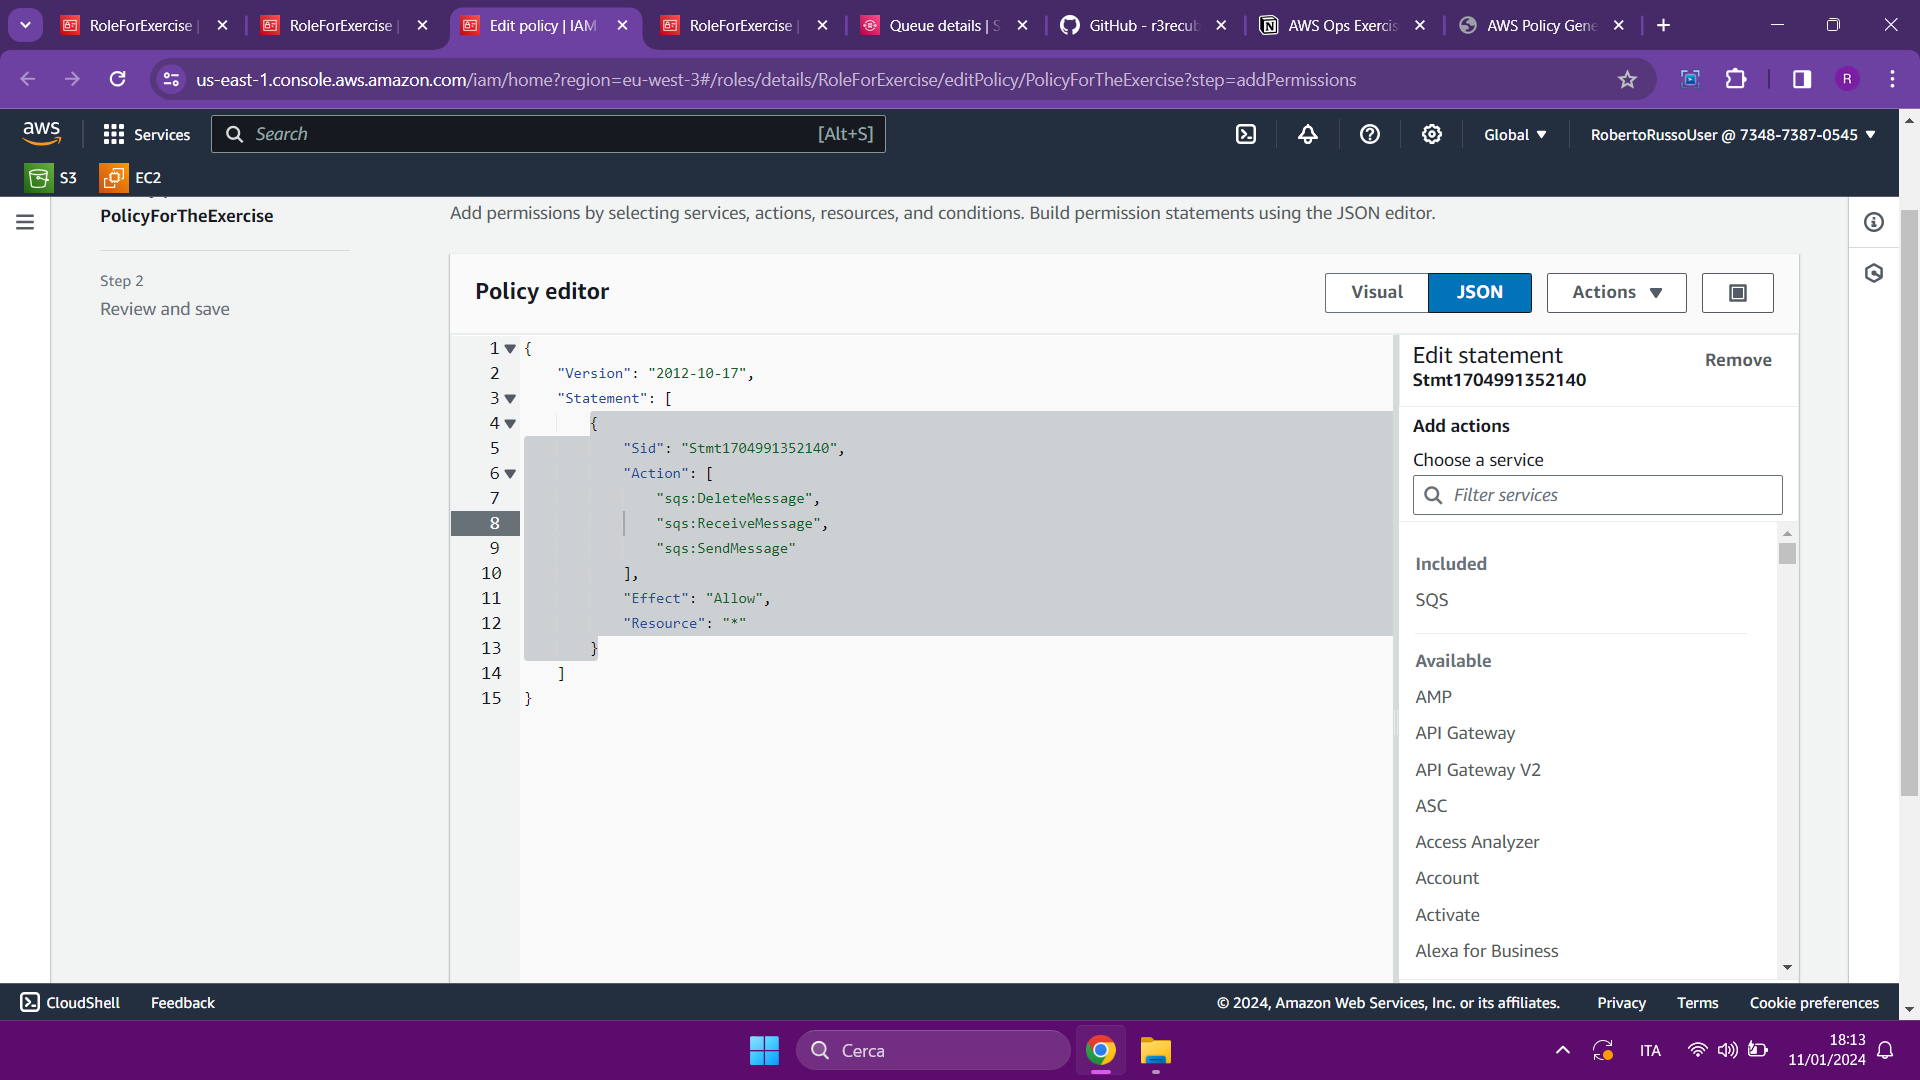 RoleForExercise |
RoleForExercise |
Edit policy | IAM
RoleForExercise |
Queue details | S
GitHub - r3recub
AWS Ops Exercis
AWS Policy Gene
us-east-1.console.aws.amazon.com/iam/home?region=eu-west-3#/roles/details/RoleForExercise/editPolicy/PolicyForTheExercise?step=addPermissions
R
aws
Services
Search
[Alt+S]
Global
RobertoRussoUser @ 7348-7387-0545
S3
EC2
PolicyForTheExercise
Step 2
Review and save
Add permissions by selecting services, actions, resources, and conditions. Build permission statements using the JSON editor.
Policy editor
Visual
JSON
Actions
1 {
2 "Version": "2012-10-17",
3 "Statement": [
4 {
5 "Sid": "Stmt1704991352140",
6 "Action": [
7 "sqs:DeleteMessage",
8 "sqs:ReceiveMessage",
9 "sqs:SendMessage"
10 ],
11 "Effect": "Allow",
12 "Resource": "*"
13 }
14 ]
15 }
Edit statement
Remove
Stmt1704991352140
Add actions
Choose a service
Filter services
Included
SQS
Available
AMP
API Gateway
API Gateway V2
ASC
Access Analyzer
Account
Activate
Alexa for Business
CloudShell
Feedback
© 2024, Amazon Web Services, Inc. or its affiliates.
Privacy
Terms
Cookie preferences
Cerca
ITA
18:13
11/01/2024